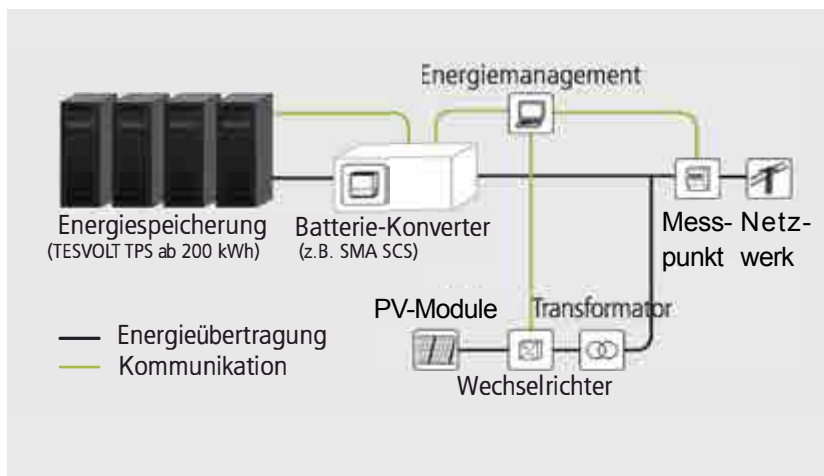 Energiemanagement
Energiespeicherung
(TESVOLT TPS ab 200 kWh)
Batterie-Konverter
(z.B. SMA SCS)
Mess-
punkt
Netz-
werk
PV-Module
Transformator
Wechselrichter
Energieübertragung
Kommunikation